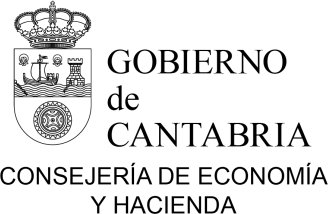 GOBIERNO
de
CANTABRIA
CONSEJERÍA DE ECONOMÍA
Y HACIENDA